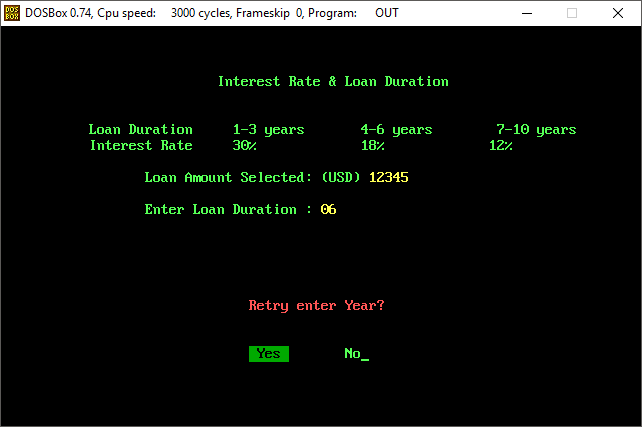 DOS BOX DOSBox 0.74, Cpu speed: 3000 cycles, Frameskip 0, Program: OUT
Interest Rate & Loan Duration
Loan Duration 1-3 years 4-6 years 7-10 years
Interest Rate 30% 18% 12%
Loan Amount Selected: (USD) 12345
Enter Loan Duration : 06
Retry enter Year?
Yes No_